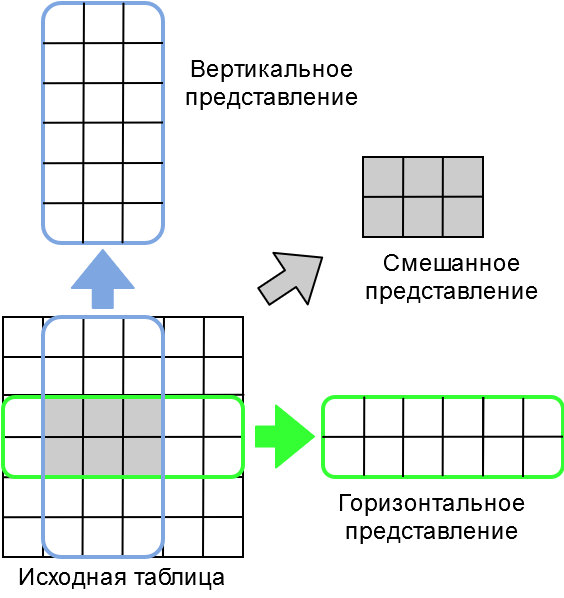 Вертикальное
представление
Смешанное
представление
Горизонтальное
представление
Исходная таблица